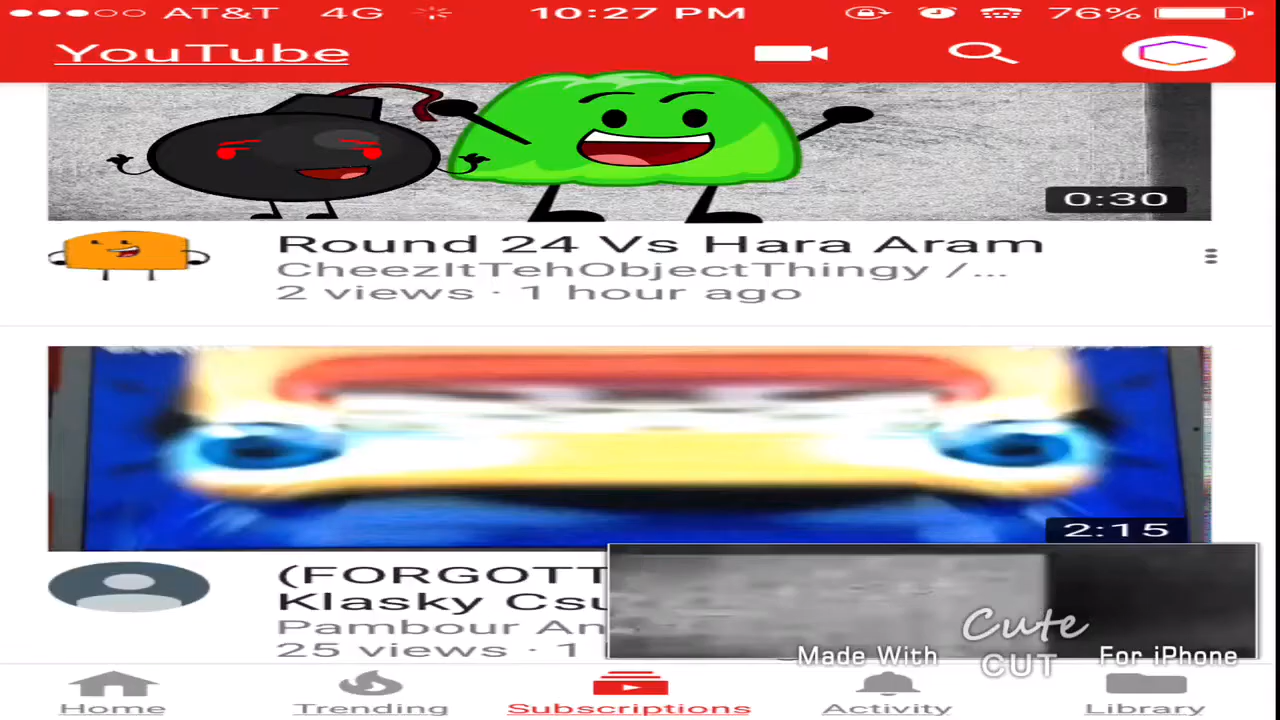 AT&T 4G 10:27 PM 76%
YouTube
0:30
Round 24 Vs Hara Aram
CheezItTehObjectThingy /...
2 views · 1 hour ago
2:15
(FORGOTT
Klasky Csu
Pambour An
25 views · 1
Made With Cute CUT For iPhone
Home Trending Subscriptions Activity Library